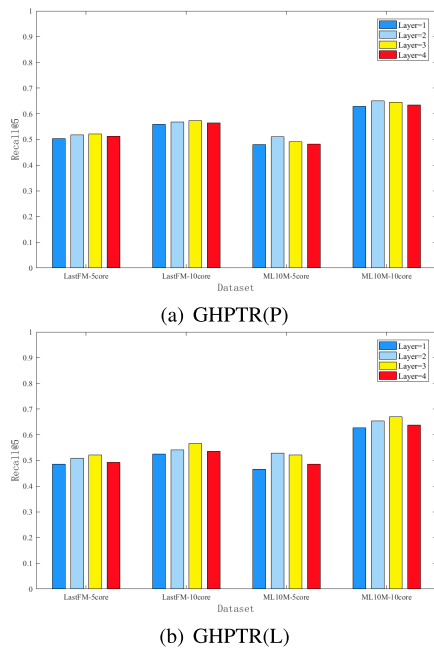 1
0.9
0.8
0.7
0.6
0.5
0.4
0.3
0.2
0.1
0
Recall@5
Layer=1
Layer=2
Layer=3
Layer=4
LastFM-5core LastFM-10core ML10M-5core ML10M-10core
Dataset
(a) GHPTR(P)
1
0.9
0.8
0.7
0.6
0.5
0.4
0.3
0.2
0.1
0
Recall@5
Layer=1
Layer=2
Layer=3
Layer=4
LastFM-5core LastFM-10core ML10M-5core ML10M-10core
Dataset
(b) GHPTR(L)